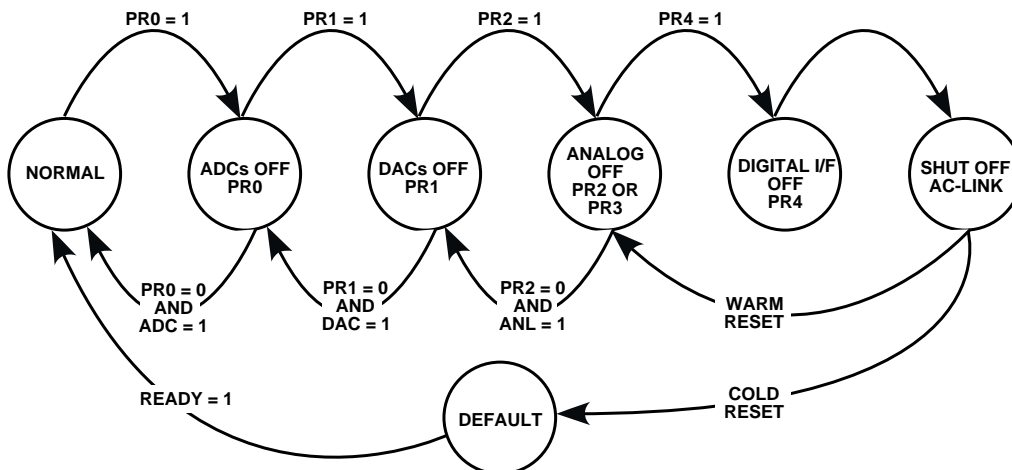 PR0 = 1
PR1 = 1
PR2 = 1
PR4 = 1
NORMAL
ADCs OFF
PR0
DACs OFF
PR1
ANALOG
OFF
PR2 OR
PR3
DIGITAL I/F
OFF
PR4
SHUT OFF
AC-LINK
PR0 = 0
AND
ADC = 1
PR1 = 0
AND
DAC = 1
PR2 = 0
AND
ANL = 1
WARM
RESET
READY = 1
DEFAULT
COLD
RESET